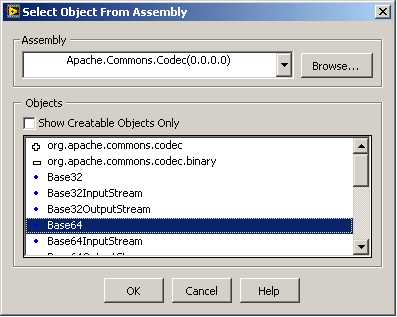 Select Object From Assembly
Assembly
Apache.Commons.Codec(0.0.0.0)
Browse...
Objects
Show Creatable Objects Only
org.apache.commons.codec
org.apache.commons.codec.binary
Base32
Base32InputStream
Base32OutputStream
Base64
Base64InputStream
OK Cancel Help